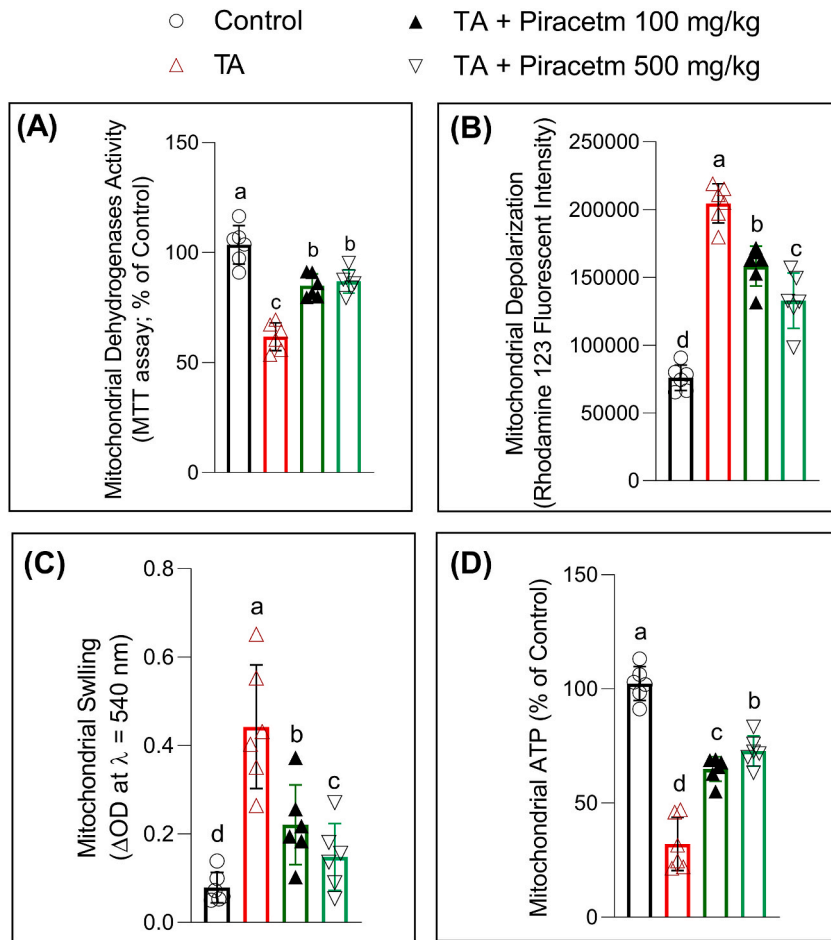 Control
TA + Piracetm 100 mg/kg
TA
TA + Piracetm 500 mg/kg
(A)
Mitochondrial Dehydrogenases Activity
(MTT assay; % of Control)
150
100
50
0
a
c
b
b
(B)
Mitochondrial Depolarization
(Rhodamine 123 Fluorescent Intensity)
250000
200000
150000
100000
50000
0
d
a
b
c
(C)
Mitochondrial Swlling
(ΔOD at λ = 540 nm)
0.8
0.6
0.4
0.2
0.0
d
a
b
c
(D)
Mitochondrial ATP (% of Control)
150
100
50
0
a
d
c
b